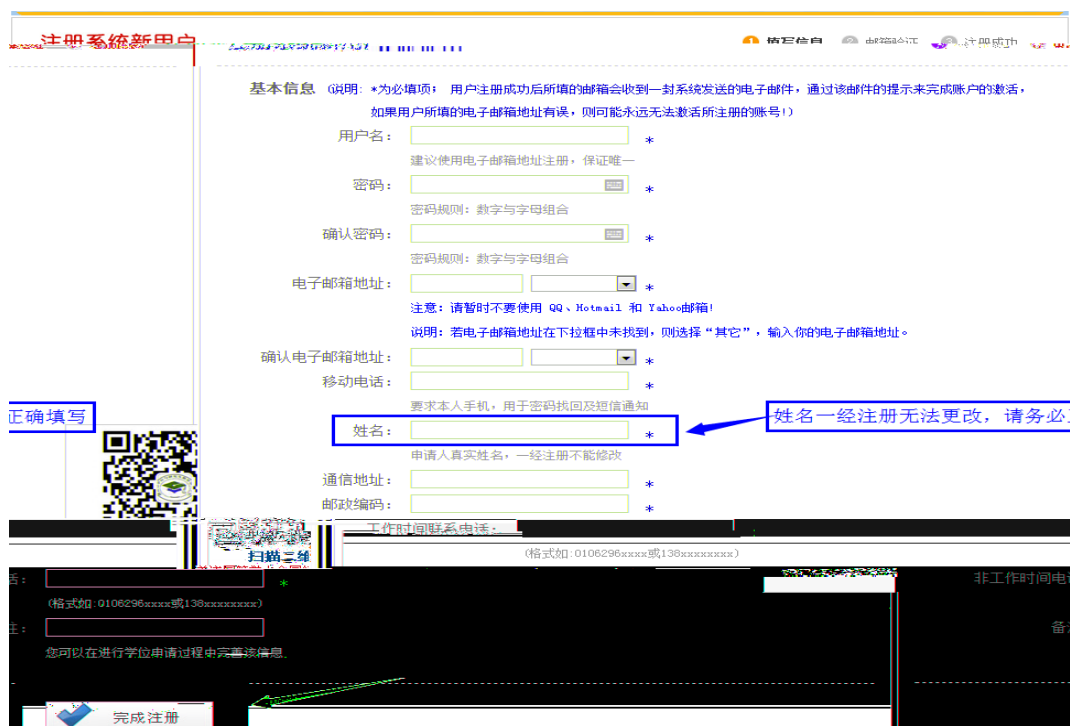 注册系统新用户
1 填写信息 2 邮箱验证 3 注册成功
基本信息 (说明: *为必填项; 用户注册成功后所填的邮箱会收到一封系统发送的电子邮件，通过该邮件的提示来完成账户的激活，
如果用户所填的电子邮箱地址有误，则可能永远无法激活所注册的账号!)
用户名: *
建议使用电子邮箱地址注册，保证唯一
密码: *
密码规则: 数字与字母组合
确认密码: *
密码规则: 数字与字母组合
电子邮箱地址: *
注意: 请暂时不要使用 QQ、Hotmail 和 Yahoo邮箱!
说明: 若电子邮箱地址在下拉框中未找到，则选择“其它”，输入你的电子邮箱地址。
确认电子邮箱地址: *
移动电话: *
要求本人手机，用于密码找回及短信通知
正确填写
姓名: *
姓名一经注册无法更改，请务必
申请人真实姓名，一经注册不能修改
通信地址: *
邮政编码: *
工作时间联系电话:
扫描二维
(格式如:0106296xxxx或138xxxxxxxx)
话: *
非工作时间电
(格式如:0106296xxxx或138xxxxxxxx)
注:
备
您可以在进行学位申请过程中完善该信息.
完成注册